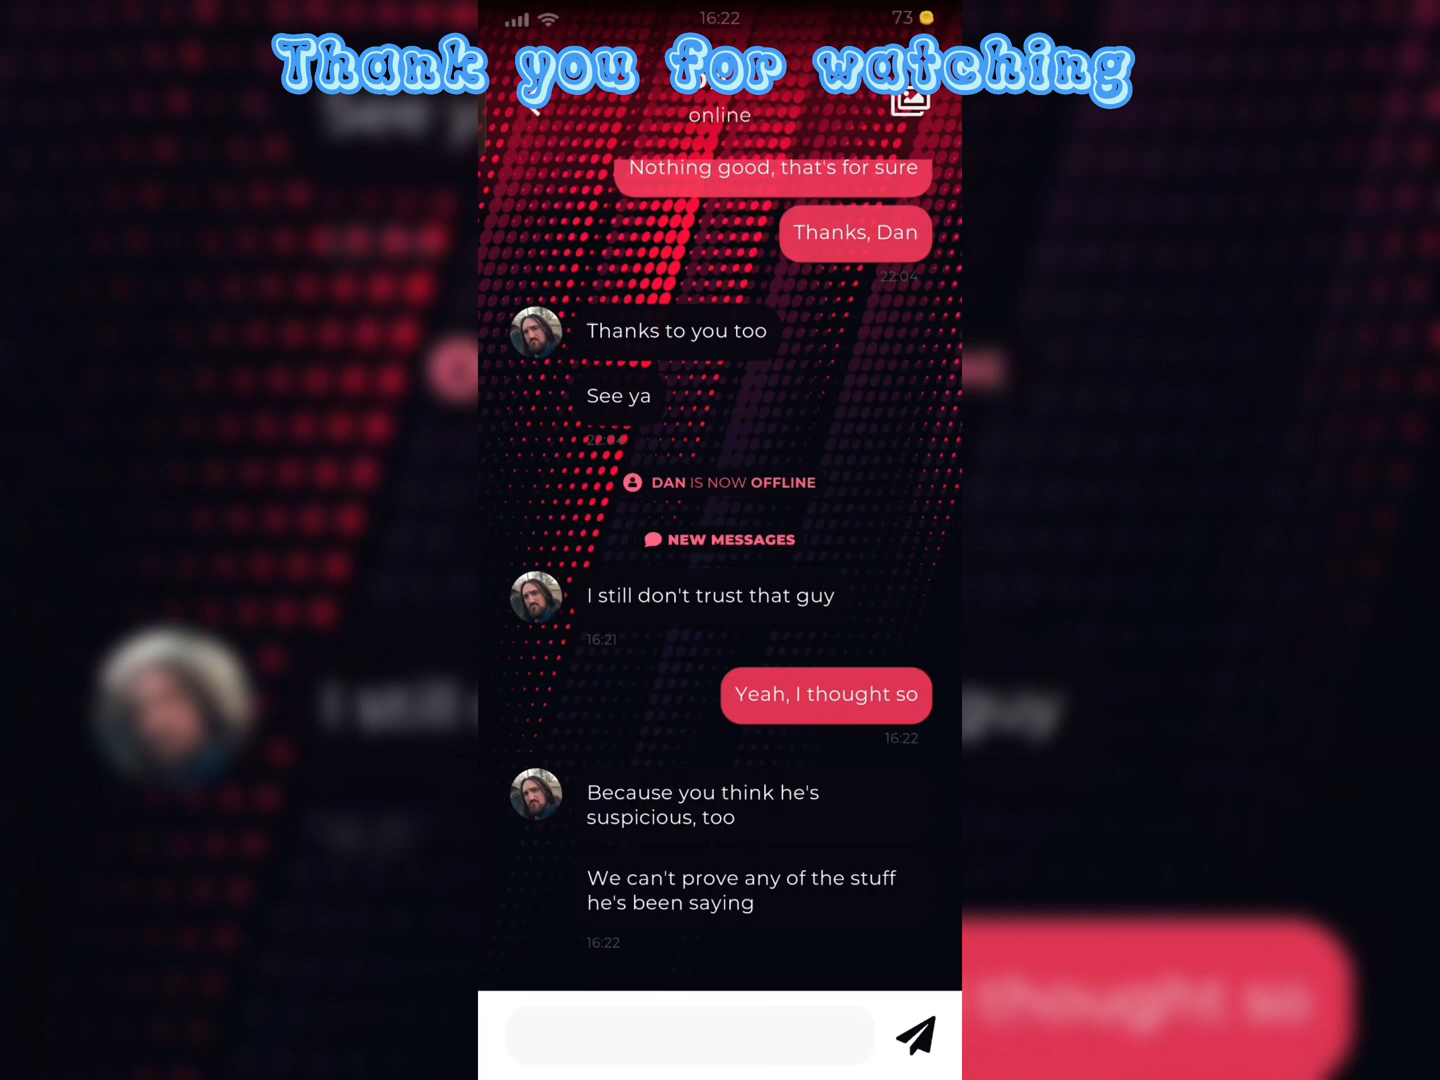 16:22
73
Thank you for watching
online
Nothing good, that's for sure
Thanks, Dan
22:04
Thanks to you too
See ya
DAN IS NOW OFFLINE
NEW MESSAGES
I still don't trust that guy
16:21
Yeah, I thought so
16:22
Because you think he's
suspicious, too
We can't prove any of the stuff
he's been saying
16:22